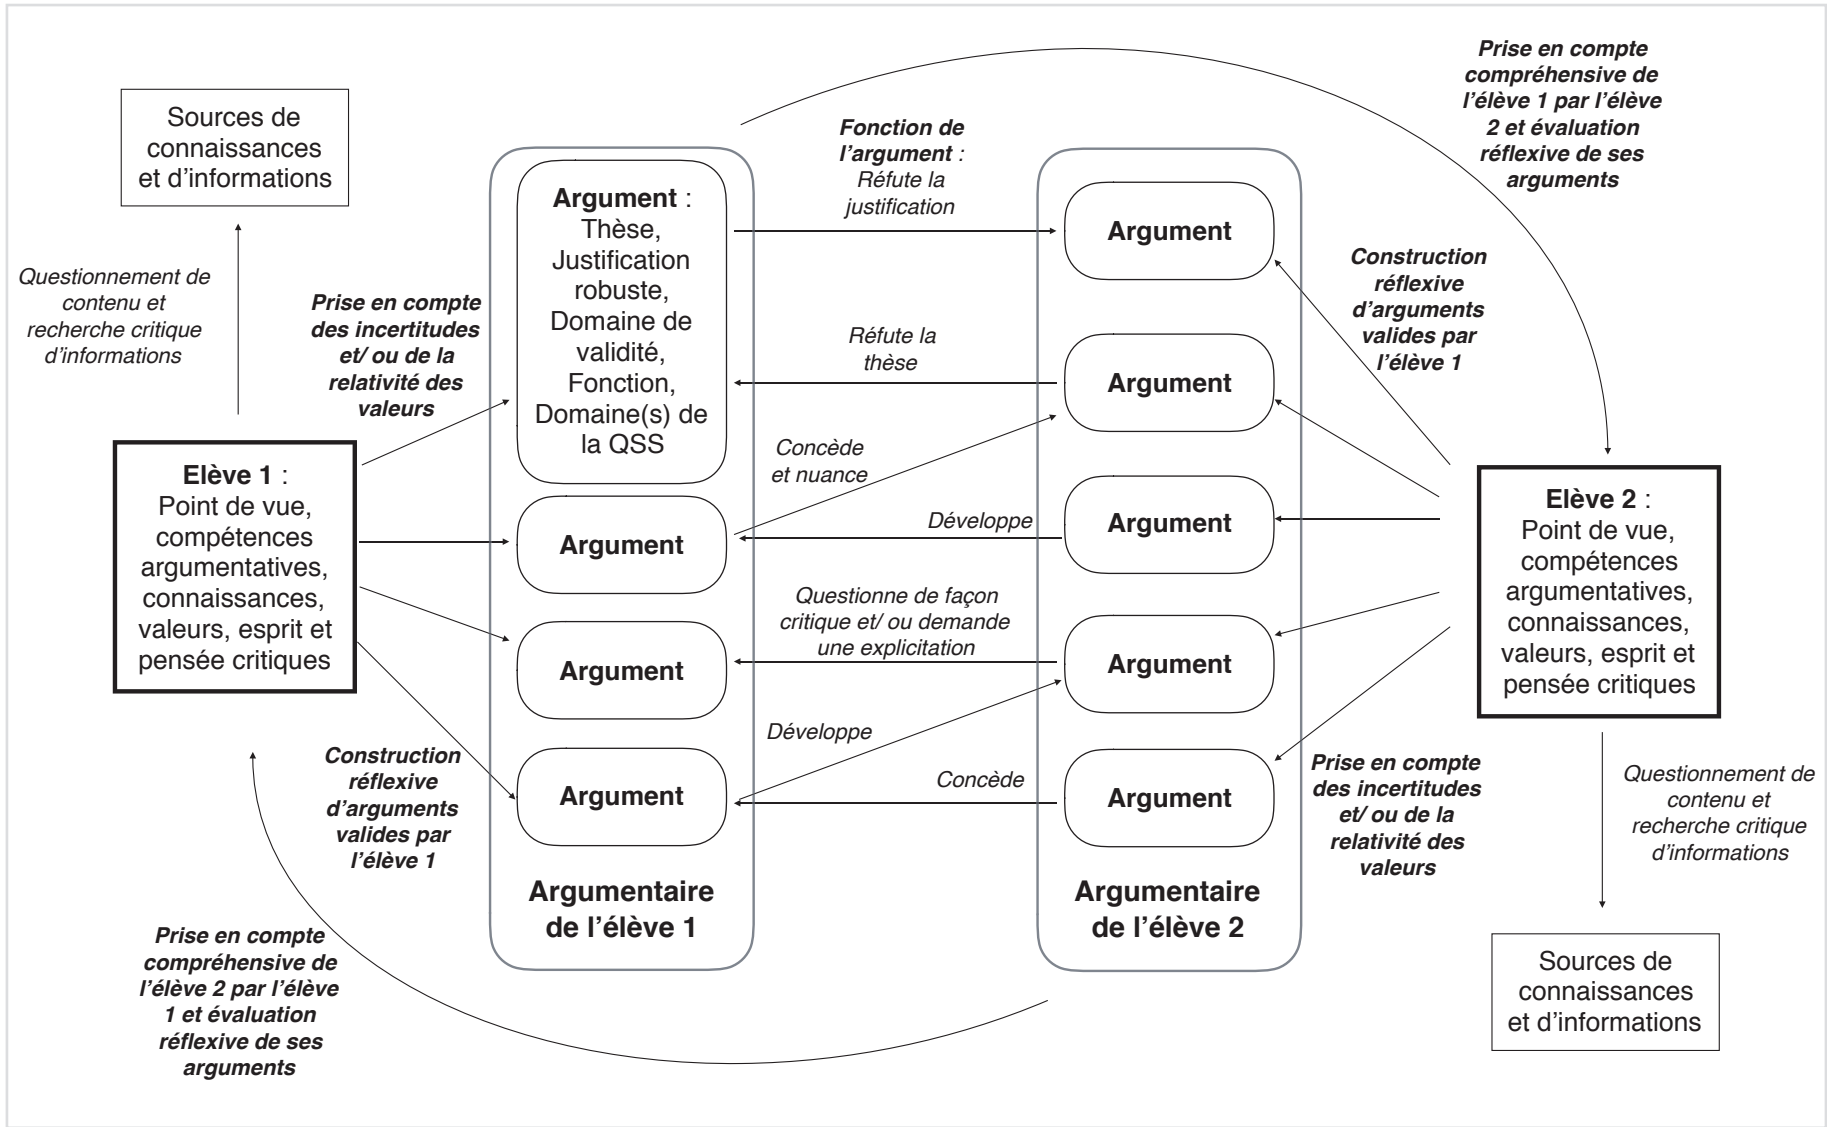 Sources de
connaissances
et d'informations
Questionnement de
contenu et
recherche critique
d'informations
Prise en compte
des incertitudes
et/ ou de la
relativité des
valeurs
Elève 1 :
Point de vue,
compétences
argumentatives,
connaissances,
valeurs, esprit et
pensée critiques
Construction
réflexive
d'arguments
valides par
l'élève 1
Prise en compte
compréhensive de
l'élève 2 par l'élève
1 et évaluation
réflexive de ses
arguments
Argument :
Thèse,
Justification
robuste,
Domaine de
validité,
Fonction,
Domaine(s) de
la QSS
Argument
Argument
Argument
Argumentaire
de l'élève 1
Fonction de
l'argument :
Réfute la
justification
Réfute la
thèse
Concède
et nuance
Développe
Questionne de façon
critique et/ ou demande
une explicitation
Développe
Concède
Argument
Argument
Argument
Argument
Argument
Argumentaire
de l'élève 2
Prise en compte
compréhensive de
l'élève 1 par l'élève
2 et évaluation
réflexive de ses
arguments
Construction
réflexive
d'arguments
valides par
l'élève 1
Elève 2 :
Point de vue,
compétences
argumentatives,
connaissances,
valeurs, esprit et
pensée critiques
Prise en compte
des incertitudes
et/ ou de la
relativité des
valeurs
Questionnement de
contenu et
recherche critique
d'informations
Sources de
connaissances
et d'informations